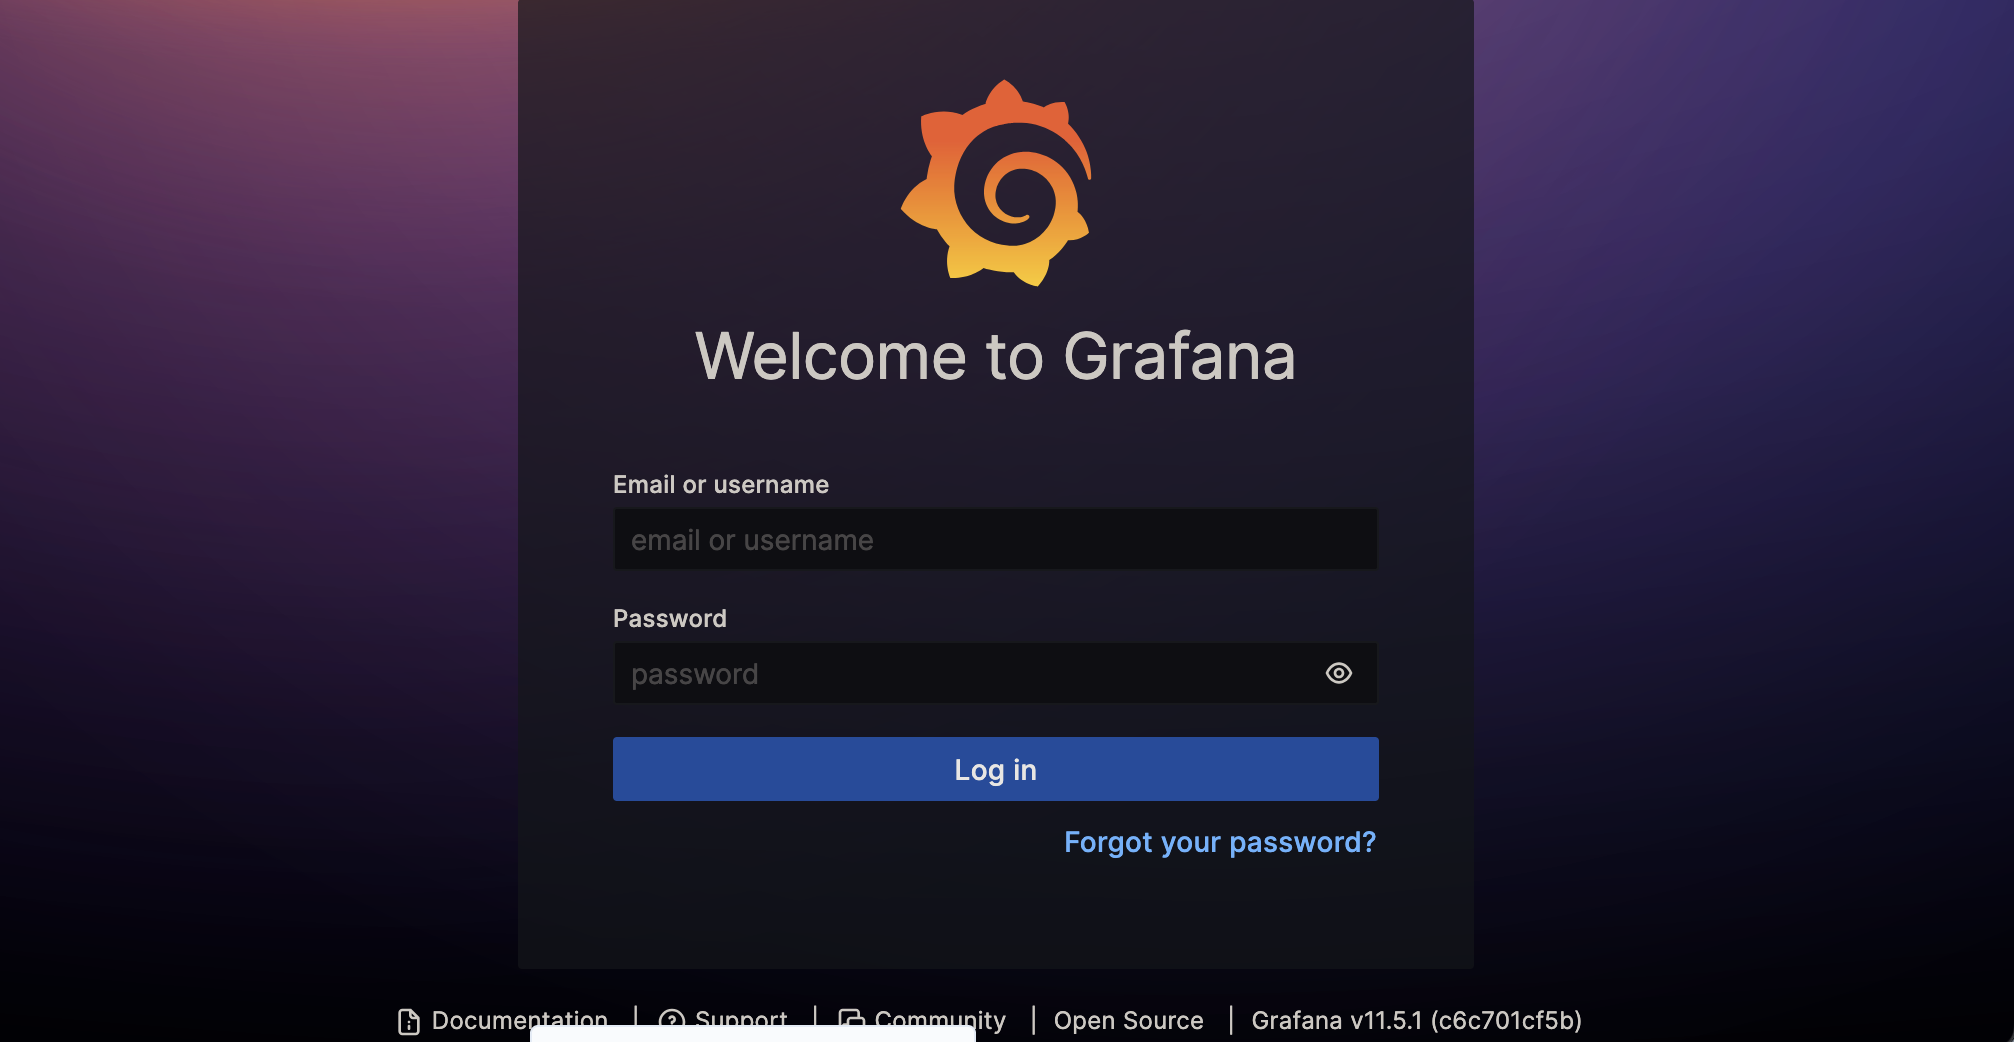 Welcome to Grafana
Email or username
email or username
Password
password
Log in
Forgot your password?
Documentation | Support | Community | Open Source | Grafana v11.5.1 (c6c701cf5b)